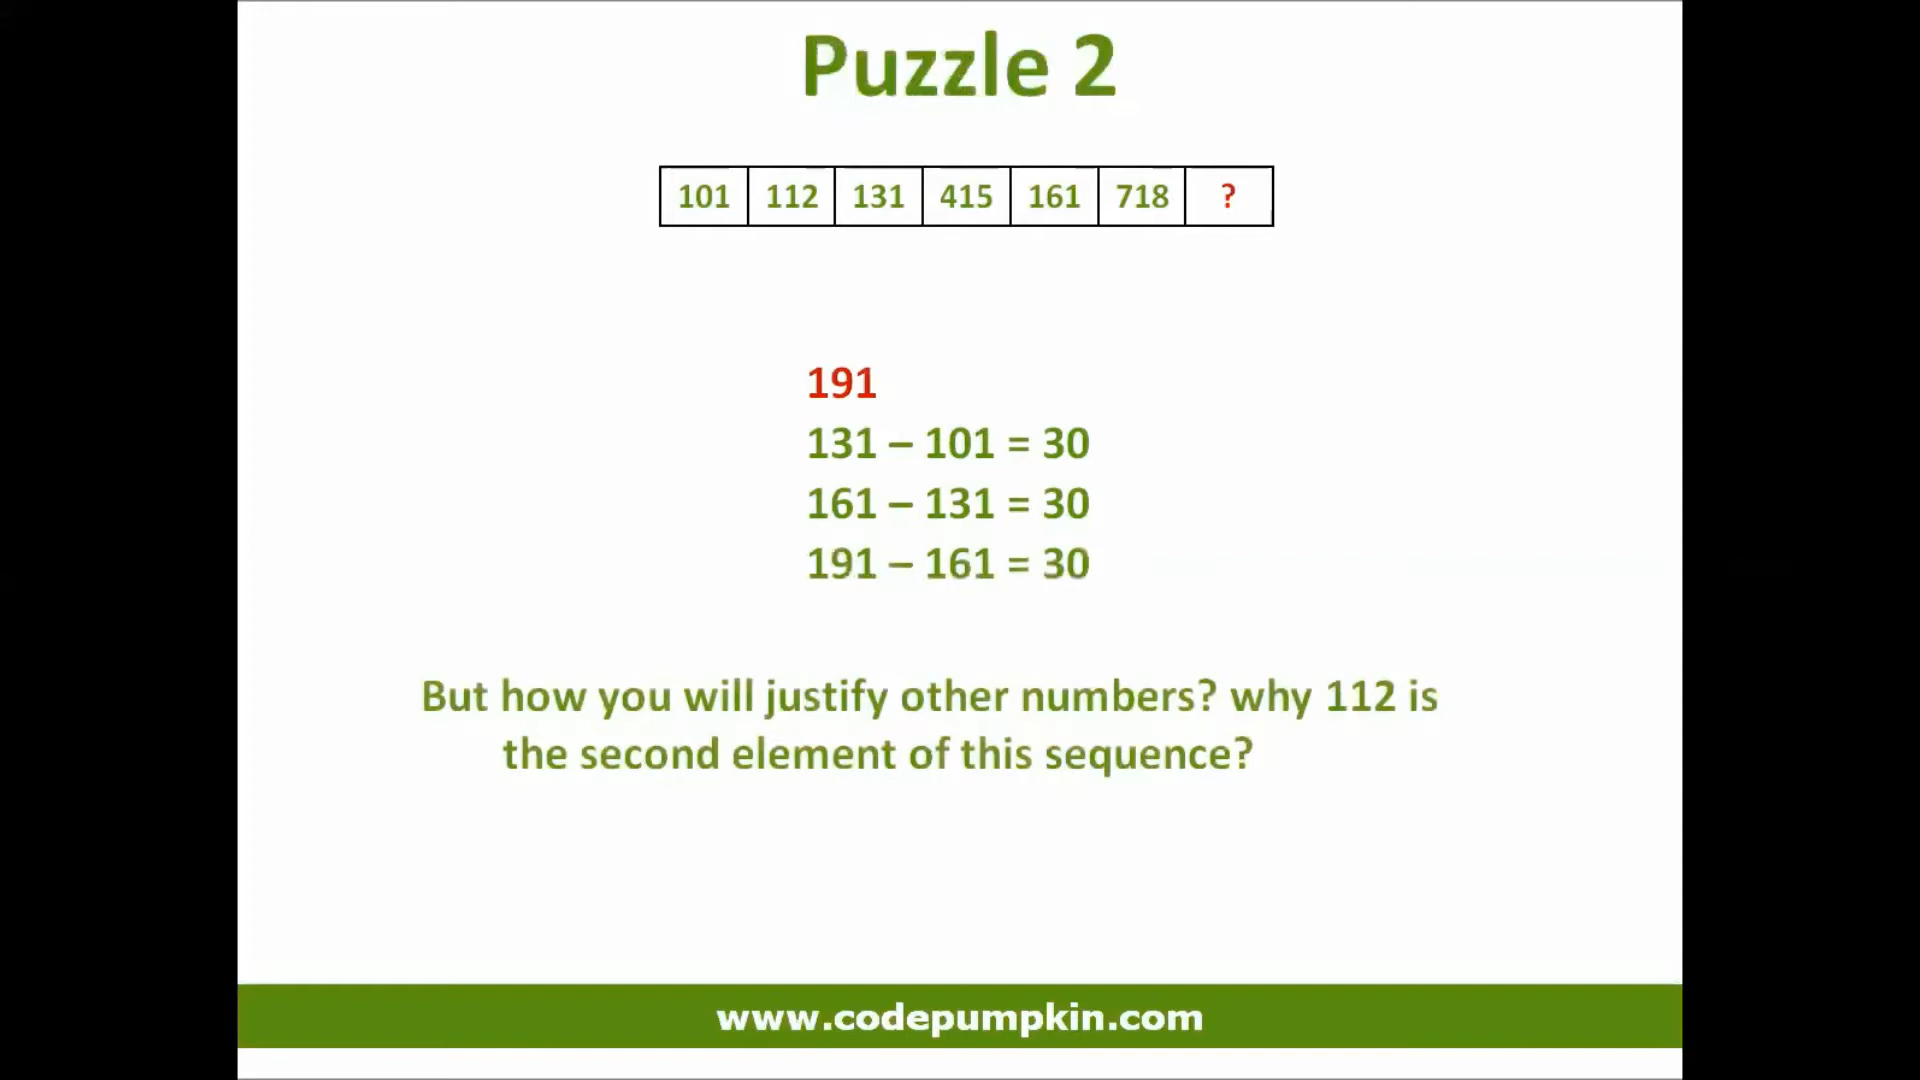 Puzzle 2
101 112 131 415 161 718 ?
191
131 – 101 = 30
161 – 131 = 30
191 – 161 = 30
But how you will justify other numbers? why 112 is
the second element of this sequence?
www.codepumpkin.com